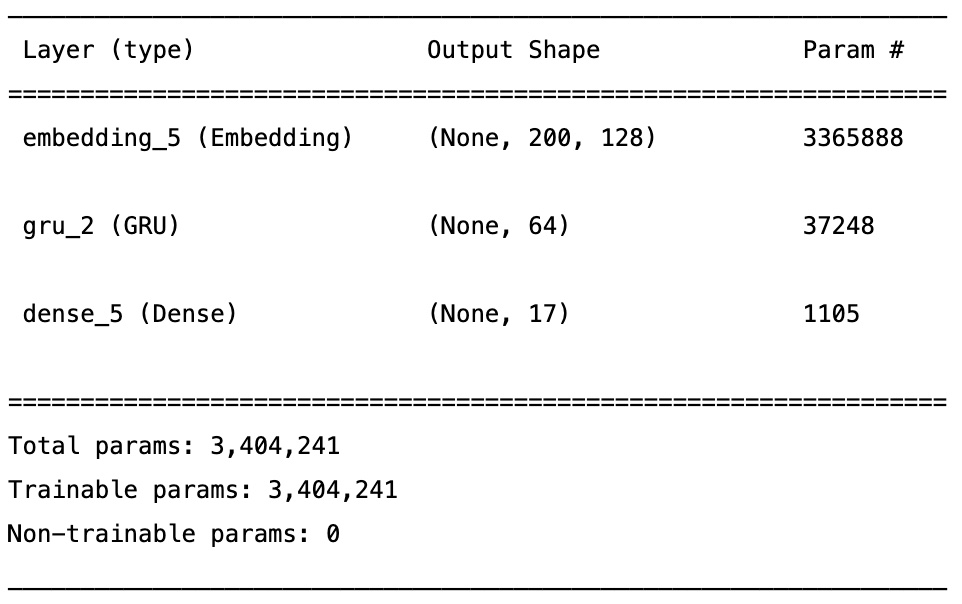 Layer (type) Output Shape Param #
=================================================================
embedding_5 (Embedding) (None, 200, 128) 3365888
gru_2 (GRU) (None, 64) 37248
dense_5 (Dense) (None, 17) 1105
=================================================================
Total params: 3,404,241
Trainable params: 3,404,241
Non-trainable params: 0